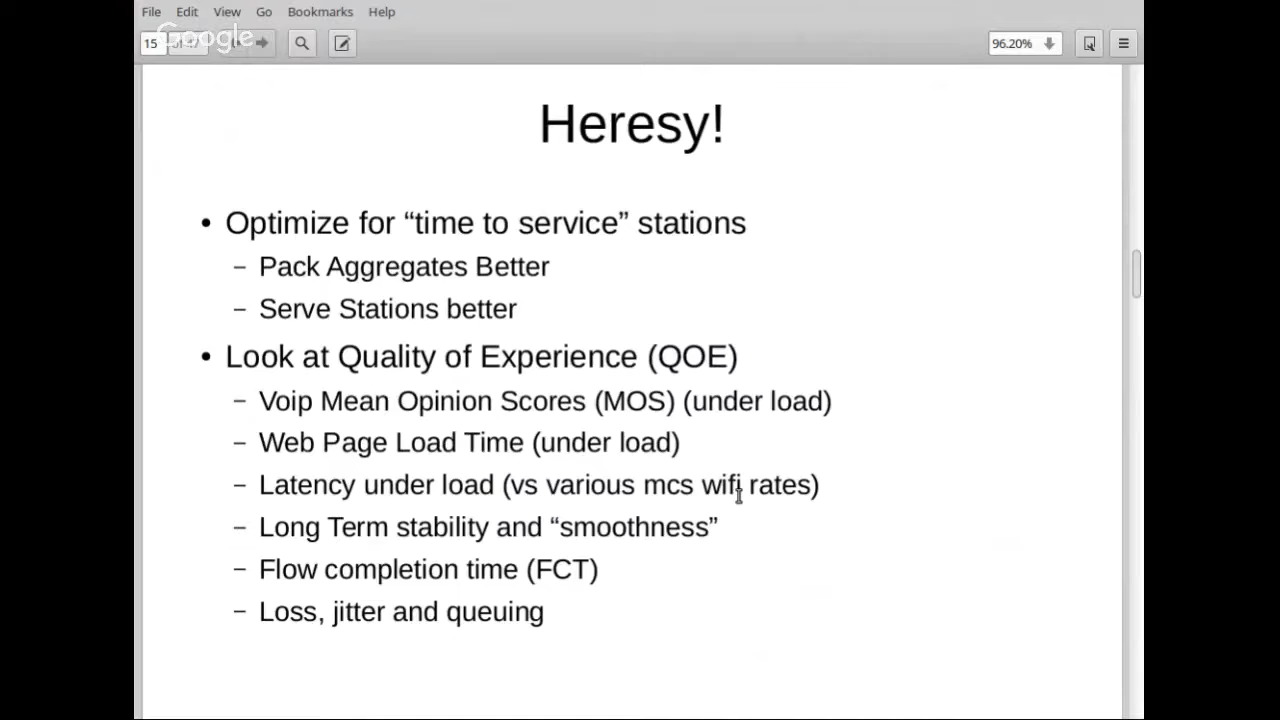 File Edit View Go Bookmarks Help
Google
15 96.20%
Heresy!
• Optimize for “time to service” stations
– Pack Aggregates Better
– Serve Stations better
• Look at Quality of Experience (QOE)
– Voip Mean Opinion Scores (MOS) (under load)
– Web Page Load Time (under load)
– Latency under load (vs various mcs wifi rates)
– Long Term stability and “smoothness”
– Flow completion time (FCT)
– Loss, jitter and queuing